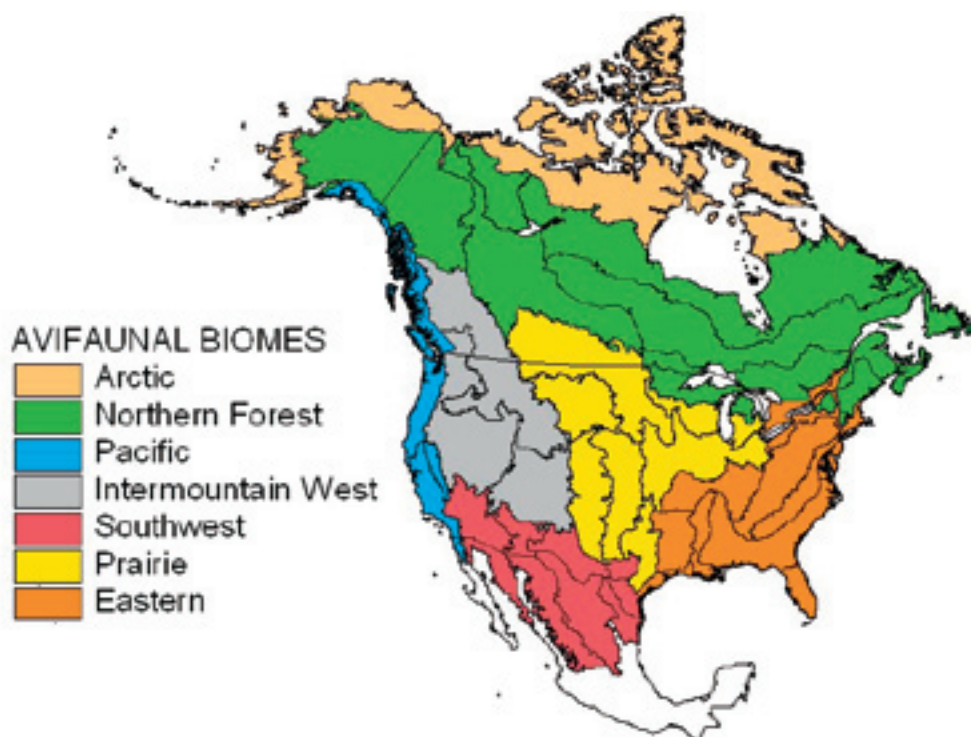 AVIFAUNAL BIOMES
Arctic
Northern Forest
Pacific
Intermountain West
Southwest
Prairie
Eastern